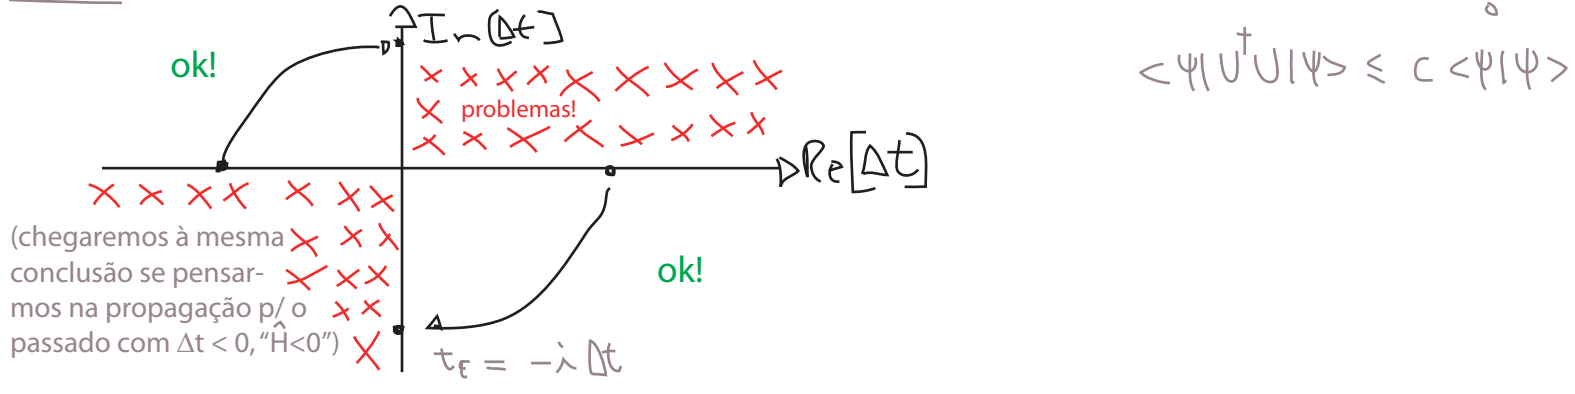 Im[Δt]
<ψ|U†U|ψ> ≤ c <ψ|ψ>
ok!
problemas!
Re[Δt]
(chegaremos à mesma
conclusão se pensar-
mos na propagação p/ o
passado com Δt < 0, “Ĥ<0”)
ok!
t_E = -i Δt